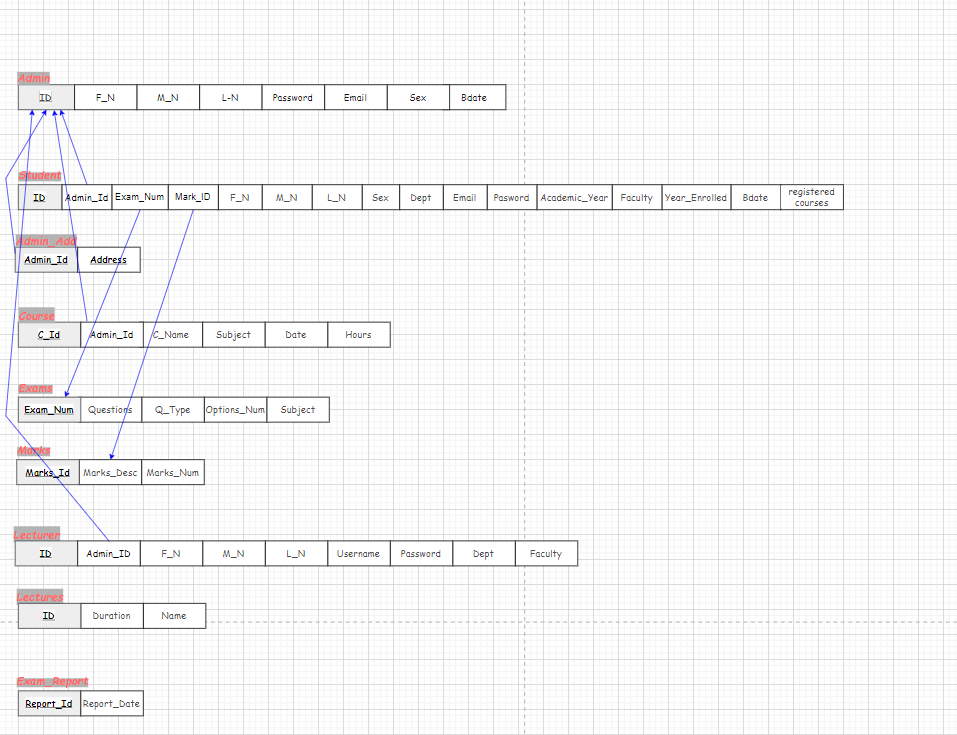 Admin
ID F_N M_N L-N Password Email Sex Bdate
Student
ID Admin_Id Exam_Num Mark_ID F_N M_N L_N Sex Dept Email Pasword Academic_Year Faculty Year_Enrolled Bdate registered
courses
Admin_Add
Admin_Id Address
Course
C_Id Admin_Id C_Name Subject Date Hours
Exams
Exam_Num Questions Q_Type Options_Num Subject
Marks
Marks_Id Marks_Desc Marks_Num
Lecturer
ID Admin_ID F_N M_N L_N Username Password Dept Faculty
Lectures
ID Duration Name
Exam_Report
Report_Id Report_Date